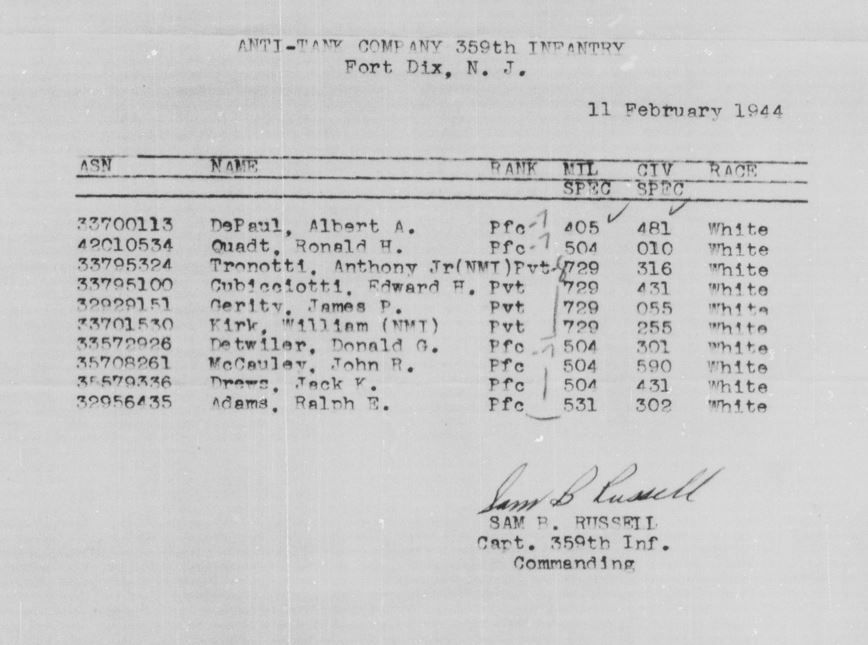 ANTI-TANK COMPANY 359th INFANTRY
Fort Dix, N. J.
11 February 1944
ASN NAME RANK MIL CIV RACE
SPEC SPEC
33700113 DePaul, Albert A. Pfc 405 481 White
42010534 Quadt, Ronald H. Pfc 504 010 White
33795324 Tronotti, Anthony Jr(NMI)Pvt 729 316 White
33795100 Cubicciotti, Edward H. Pvt 729 431 White
32929151 Gerity, James P. Pvt 729 055 White
33701530 Kirk, William (NMI) Pvt 729 255 White
33572926 Detwiler, Donald G. Pfc 504 301 White
35708261 McCauley, John R. Pfc 504 590 White
35579336 Drews, Jack K. Pfc 504 431 White
32956435 Adams, Ralph E. Pfc 531 302 White
Sam B Russell
SAM B. RUSSELL
Capt. 359th Inf.
Commanding